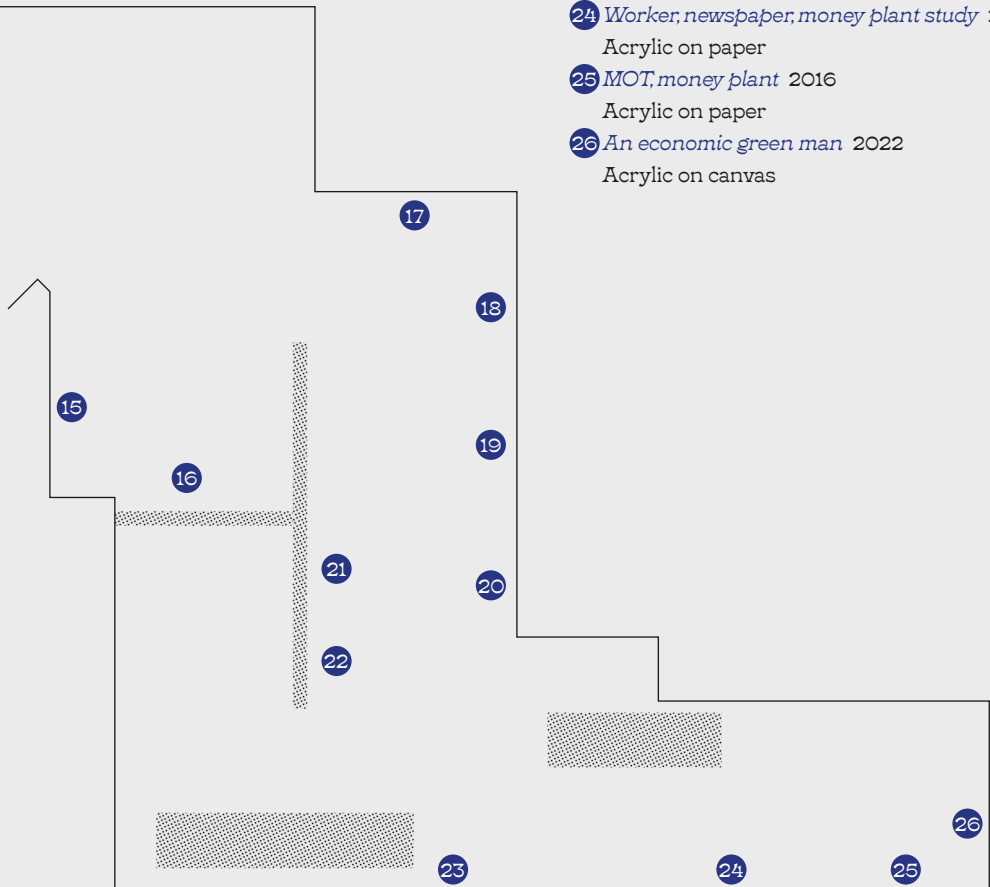 24 Worker, newspaper, money plant study
Acrylic on paper
25 MOT, money plant 2016
Acrylic on paper
26 An economic green man 2022
Acrylic on canvas
17
18
15
19
16
21
20
22
26
23
24
25